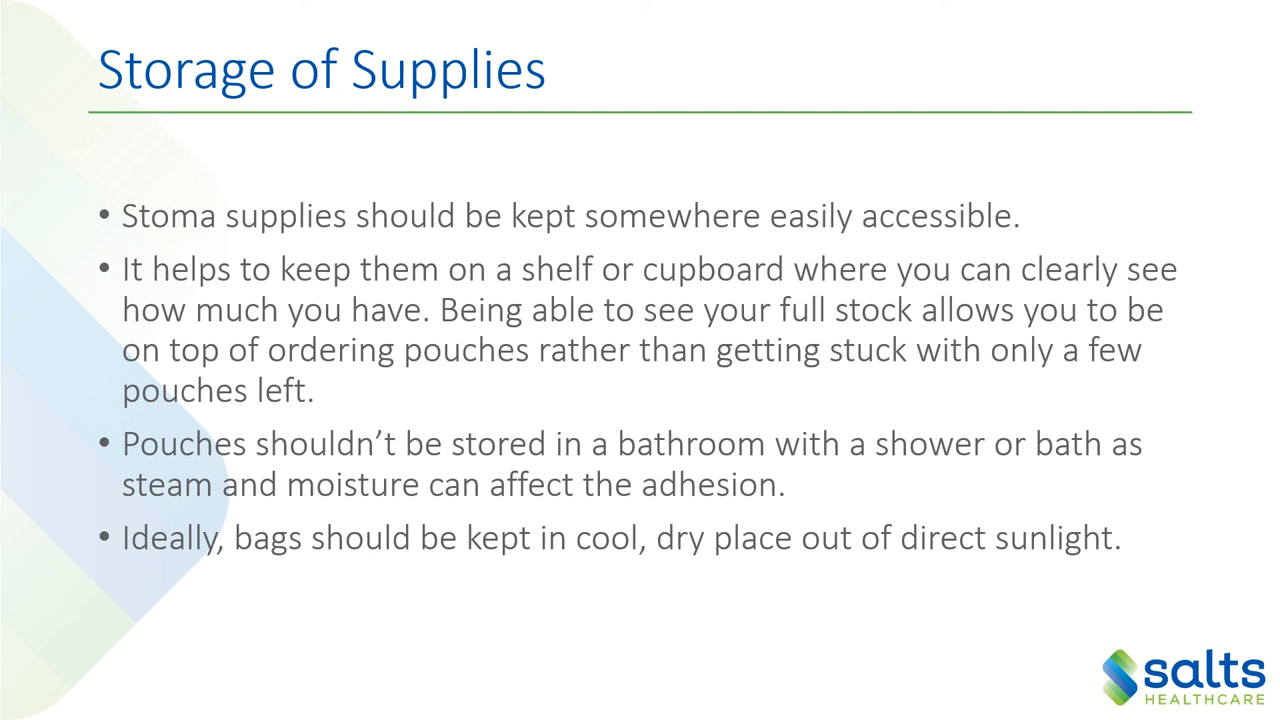 Storage of Supplies
• Stoma supplies should be kept somewhere easily accessible.
• It helps to keep them on a shelf or cupboard where you can clearly see
how much you have. Being able to see your full stock allows you to be
on top of ordering pouches rather than getting stuck with only a few
pouches left.
• Pouches shouldn’t be stored in a bathroom with a shower or bath as
steam and moisture can affect the adhesion.
• Ideally, bags should be kept in cool, dry place out of direct sunlight.
salts
HEALTHCARE